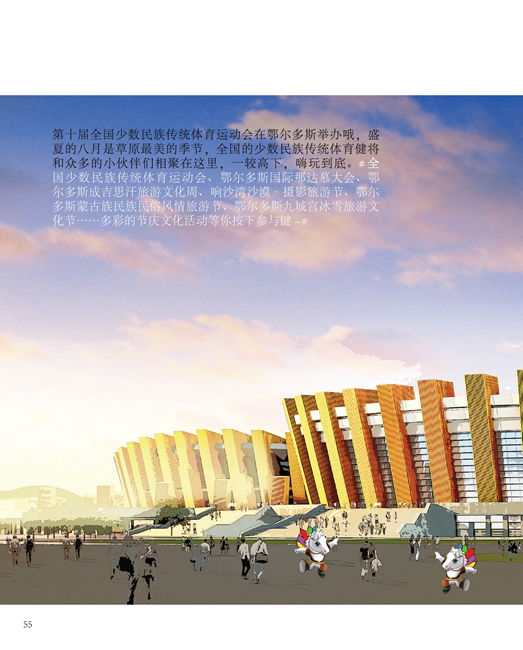 第十届全国少数民族传统体育运动会在鄂尔多斯举办哦，盛
夏的八月是草原最美的季节，全国的少数民族传统体育健将
和众多的小伙伴们相聚在这里，一较高下，嗨玩到底。# 全
国少数民族传统体育运动会、鄂尔多斯国际那达慕大会、鄂
尔多斯成吉思汗旅游文化周、响沙湾沙漠 - 摄影旅游节、鄂尔
多斯蒙古族民族民俗风情旅游节、鄂尔多斯九城宫冰雪旅游文
化节……多彩的节庆文化活动等你按下参与键 ~#
55